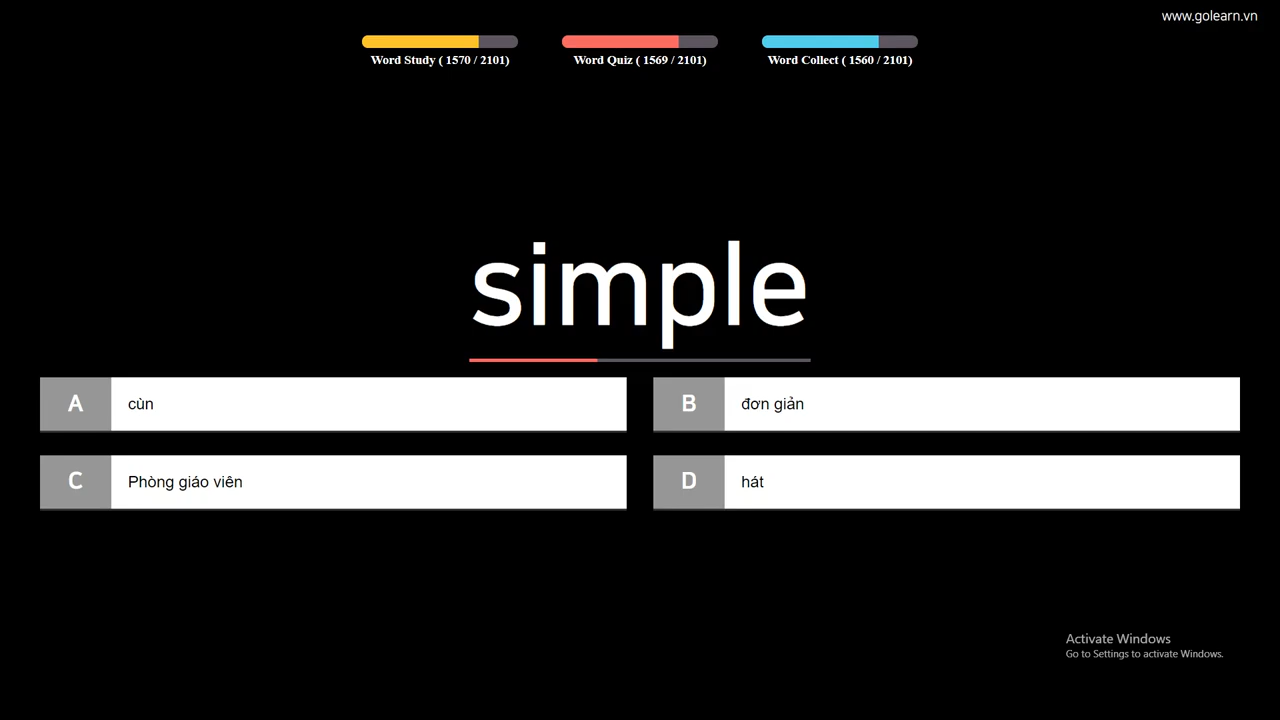 www.golearn.vn
Word Study ( 1570 / 2101)
Word Quiz ( 1569 / 2101)
Word Collect ( 1560 / 2101)
simple
A cùn
B đơn giản
C Phòng giáo viên
D hát
Activate Windows
Go to Settings to activate Windows.